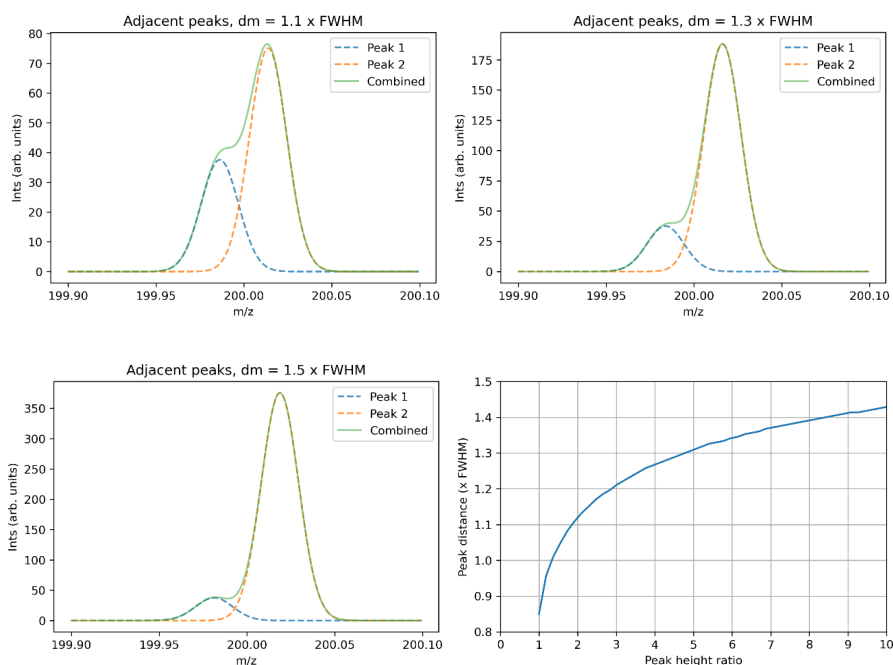 Adjacent peaks, dm = 1.1 x FWHM
80
70
60
50
40
30
20
10
0
Ints (arb. units)
Peak 1
Peak 2
Combined
199.90 199.95 200.00 200.05 200.10
m/z
Adjacent peaks, dm = 1.3 x FWHM
175
150
125
100
75
50
25
0
Ints (arb. units)
Peak 1
Peak 2
Combined
199.90 199.95 200.00 200.05 200.10
m/z
Adjacent peaks, dm = 1.5 x FWHM
350
300
250
200
150
100
50
0
Ints (arb. units)
Peak 1
Peak 2
Combined
199.90 199.95 200.00 200.05 200.10
m/z
1.5
1.4
1.3
1.2
1.1
1.0
0.9
0.8
Peak distance (x FWHM)
0 1 2 3 4 5 6 7 8 9 10
Peak height ratio